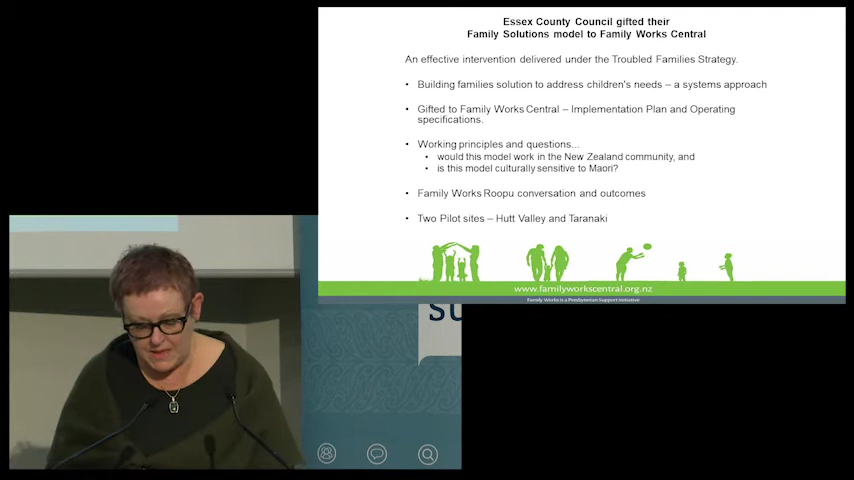 Essex County Council gifted their
Family Solutions model to Family Works Central
An effective intervention delivered under the Troubled Families Strategy.
• Building families solution to address children's needs – a systems approach
• Gifted to Family Works Central – Implementation Plan and Operating
specifications.
• Working principles and questions...
• would this model work in the New Zealand community, and
• is this model culturally sensitive to Maori?
• Family Works Roopu conversation and outcomes
• Two Pilot sites – Hutt Valley and Taranaki
www.familyworkscentral.org.nz
Family Works is a Presbyterian Support Initiative
SU